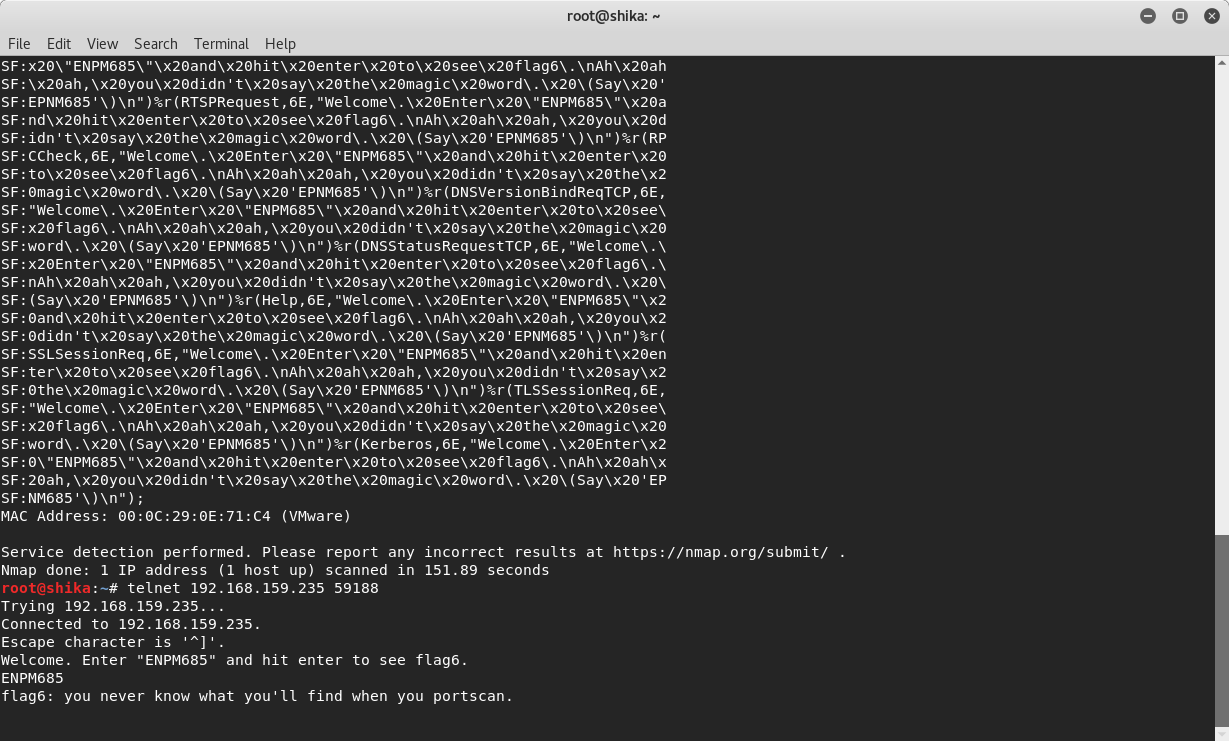 root@shika: ~
File Edit View Search Terminal Help
SF:x20\"ENPM685\"\x20and\x20hit\x20enter\x20to\x20see\x20flag6\.\nAh\x20ah
SF:\x20ah,\x20you\x20didn't\x20say\x20the\x20magic\x20word\.\x20\(Say\x20'
SF:EPNM685'\)\n")%r(RTSPRequest,6E,"Welcome\.\x20Enter\x20\"ENPM685\"\x20a
SF:nd\x20hit\x20enter\x20to\x20see\x20flag6\.\nAh\x20ah\x20ah,\x20you\x20d
SF:idn't\x20say\x20the\x20magic\x20word\.\x20\(Say\x20'EPNM685'\)\n")%r(RP
SF:CCheck,6E,"Welcome\.\x20Enter\x20\"ENPM685\"\x20and\x20hit\x20enter\x20
SF:to\x20see\x20flag6\.\nAh\x20ah\x20ah,\x20you\x20didn't\x20say\x20the\x2
SF:0magic\x20word\.\x20\(Say\x20'EPNM685'\)\n")%r(DNSVersionBindReqTCP,6E,
SF:"Welcome\.\x20Enter\x20\"ENPM685\"\x20and\x20hit\x20enter\x20to\x20see\
SF:x20flag6\.\nAh\x20ah\x20ah,\x20you\x20didn't\x20say\x20the\x20magic\x20
SF:word\.\x20\(Say\x20'EPNM685'\)\n")%r(DNSStatusRequestTCP,6E,"Welcome\.\
SF:x20Enter\x20\"ENPM685\"\x20and\x20hit\x20enter\x20to\x20see\x20flag6\.\
SF:nAh\x20ah\x20ah,\x20you\x20didn't\x20say\x20the\x20magic\x20word\.\x20\
SF:(Say\x20'EPNM685'\)\n")%r(Help,6E,"Welcome\.\x20Enter\x20\"ENPM685\"\x2
SF:0and\x20hit\x20enter\x20to\x20see\x20flag6\.\nAh\x20ah\x20ah,\x20you\x2
SF:0didn't\x20say\x20the\x20magic\x20word\.\x20\(Say\x20'EPNM685'\)\n")%r(
SF:SSLSessionReq,6E,"Welcome\.\x20Enter\x20\"ENPM685\"\x20and\x20hit\x20en
SF:ter\x20to\x20see\x20flag6\.\nAh\x20ah\x20ah,\x20you\x20didn't\x20say\x2
SF:0the\x20magic\x20word\.\x20\(Say\x20'EPNM685'\)\n")%r(TLSSessionReq,6E,
SF:"Welcome\.\x20Enter\x20\"ENPM685\"\x20and\x20hit\x20enter\x20to\x20see\
SF:x20flag6\.\nAh\x20ah\x20ah,\x20you\x20didn't\x20say\x20the\x20magic\x20
SF:word\.\x20\(Say\x20'EPNM685'\)\n")%r(Kerberos,6E,"Welcome\.\x20Enter\x2
SF:0\"ENPM685\"\x20and\x20hit\x20enter\x20to\x20see\x20flag6\.\nAh\x20ah\x
SF:20ah,\x20you\x20didn't\x20say\x20the\x20magic\x20word\.\x20\(Say\x20'EP
SF:NM685'\)\n");
MAC Address: 00:0C:29:0E:71:C4 (VMware)
Service detection performed. Please report any incorrect results at https://nmap.org/submit/ .
Nmap done: 1 IP address (1 host up) scanned in 151.89 seconds
root@shika:~# telnet 192.168.159.235 59188
Trying 192.168.159.235...
Connected to 192.168.159.235.
Escape character is '^]'.
Welcome. Enter "ENPM685" and hit enter to see flag6.
ENPM685
flag6: you never know what you'll find when you portscan.